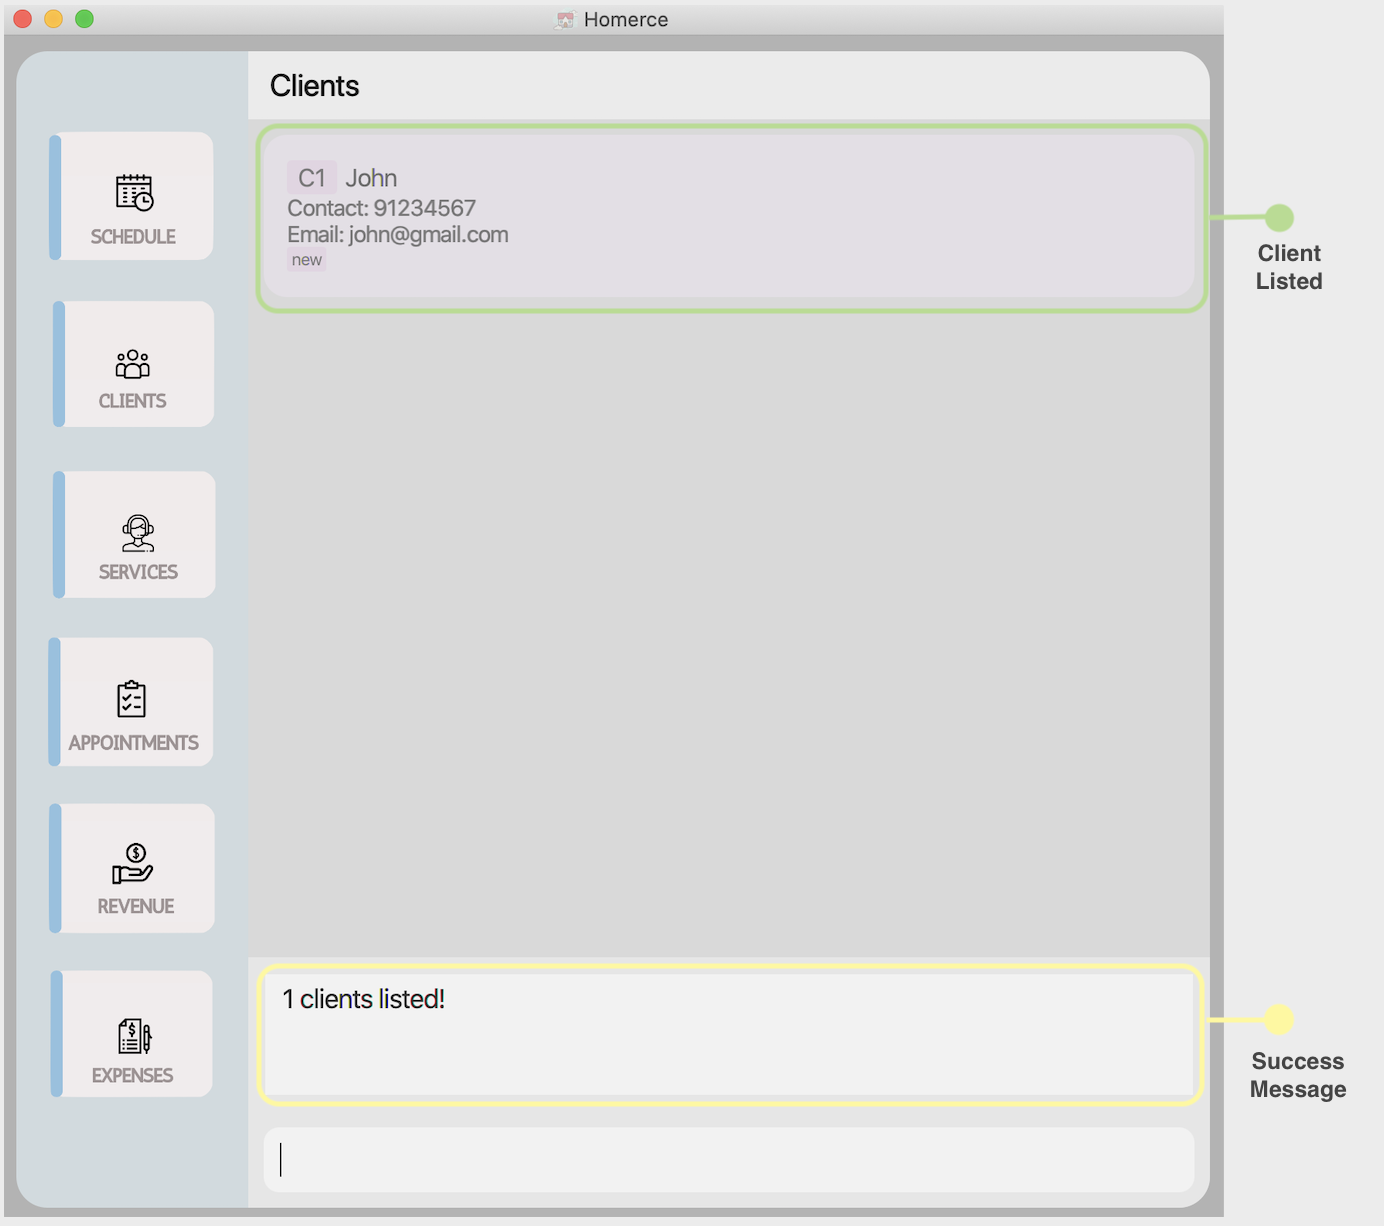 Homerce
Clients
SCHEDULE
CLIENTS
SERVICES
APPOINTMENTS
REVENUE
EXPENSES
C1 John
Contact: 91234567
Email: john@gmail.com
new
Client
Listed
1 clients listed!
Success
Message